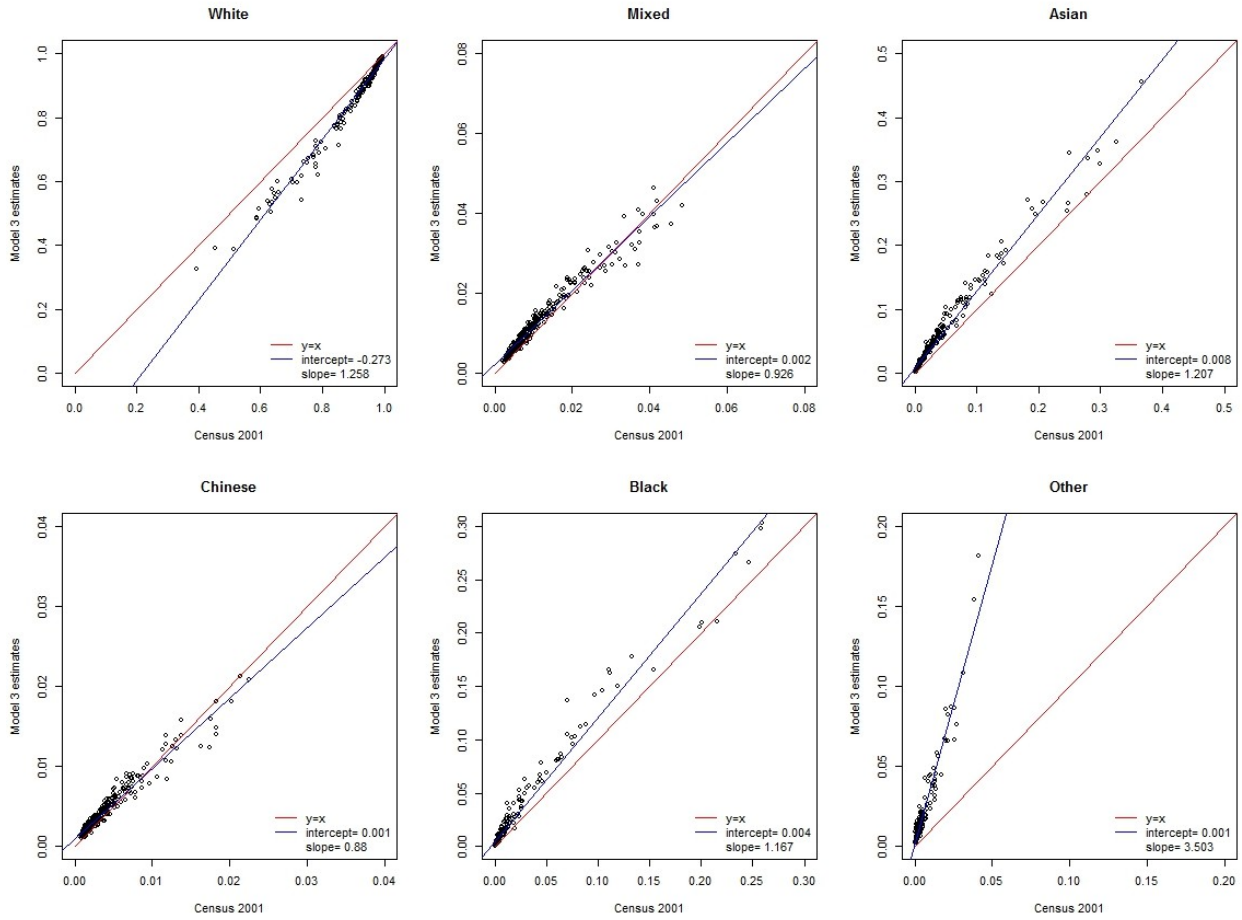 White
Model 3 estimates
1.0
0.8
0.6
0.4
0.2
0.0
y=x
intercept= -0.273
slope= 1.258
0.0 0.2 0.4 0.6 0.8 1.0
Census 2001
Mixed
Model 3 estimates
0.08
0.06
0.04
0.02
0.00
y=x
intercept= 0.002
slope= 0.926
0.00 0.02 0.04 0.06 0.08
Census 2001
Asian
Model 3 estimates
0.5
0.4
0.3
0.2
0.1
0.0
y=x
intercept= 0.008
slope= 1.207
0.0 0.1 0.2 0.3 0.4 0.5
Census 2001
Chinese
Model 3 estimates
0.04
0.03
0.02
0.01
0.00
y=x
intercept= 0.001
slope= 0.88
0.00 0.01 0.02 0.03 0.04
Census 2001
Black
Model 3 estimates
0.30
0.25
0.20
0.15
0.10
0.05
0.00
y=x
intercept= 0.004
slope= 1.167
0.00 0.05 0.10 0.15 0.20 0.25 0.30
Census 2001
Other
Model 3 estimates
0.20
0.15
0.10
0.05
0.00
y=x
intercept= 0.001
slope= 3.503
0.00 0.05 0.10 0.15 0.20
Census 2001